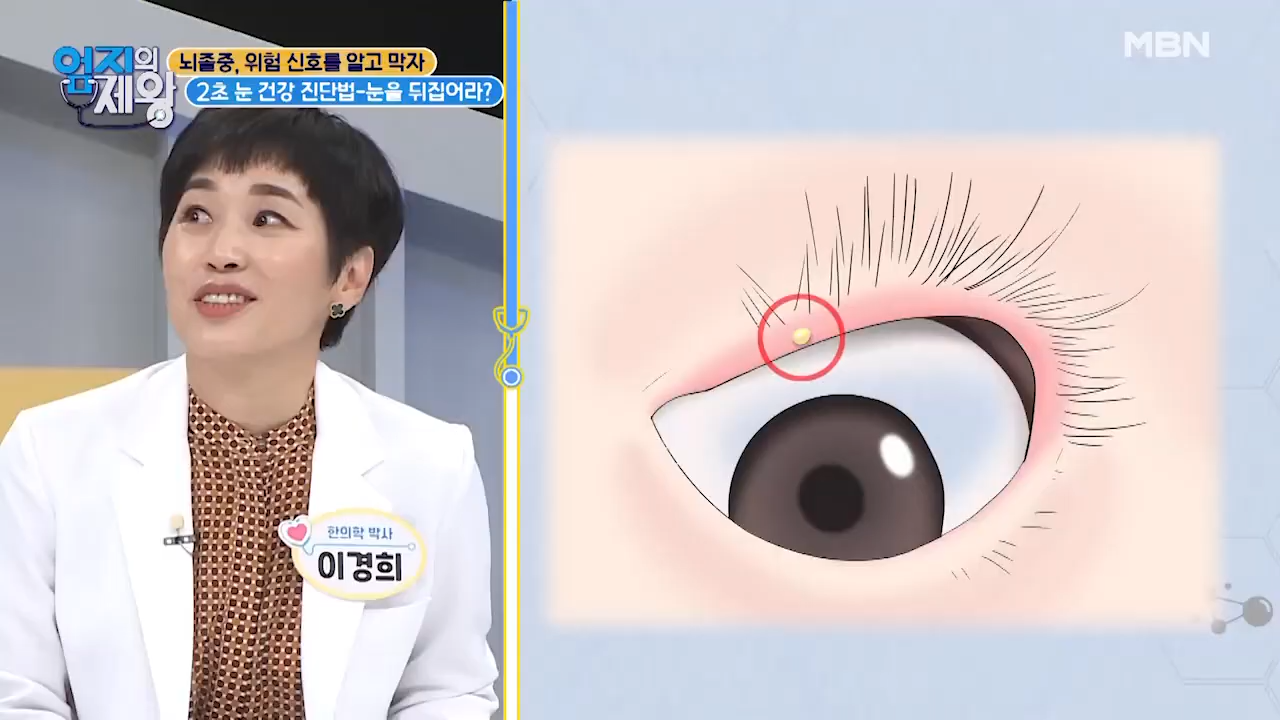 엄지의
제왕
뇌졸중, 위험 신호를 알고 막자
2초 눈 건강 진단법-눈을 뒤집어라?
MBN
한의학 박사
이경희